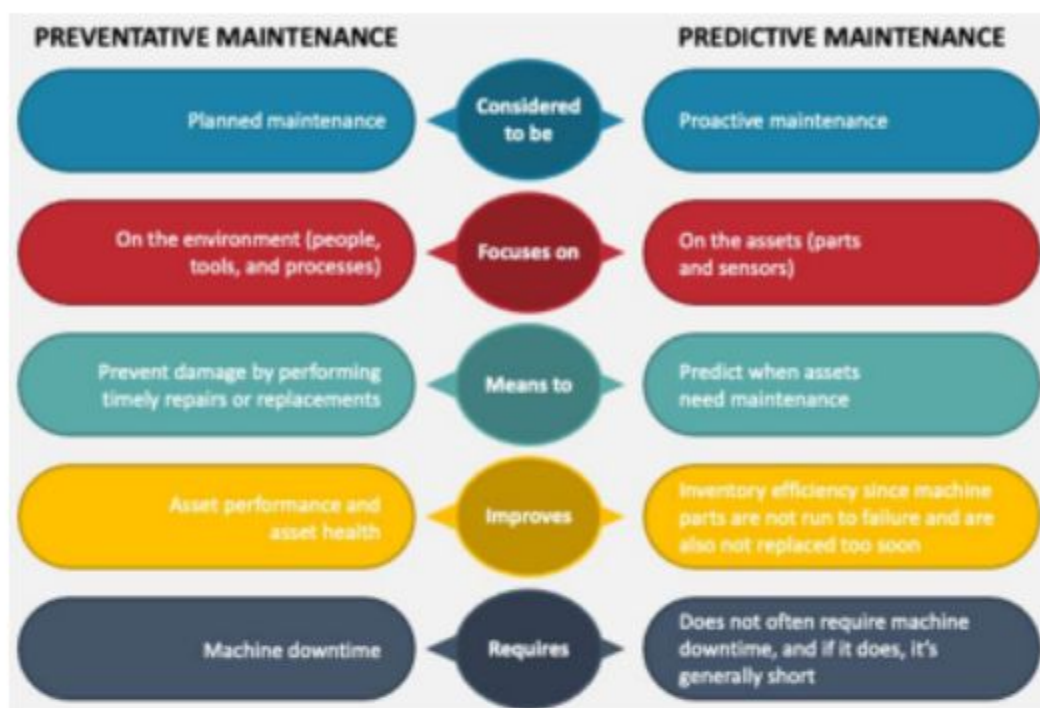 PREVENTATIVE MAINTENANCE
PREDICTIVE MAINTENANCE
Planned maintenance
Considered
to be
Proactive maintenance
On the environment (people,
tools, and processes)
Focuses on
On the assets (parts
and sensors)
Prevent damage by performing
timely repairs or replacements
Means to
Predict when assets
need maintenance
Asset performance and
asset health
Improves
Inventory efficiency since machine
parts are not run to failure and are
also not replaced too soon
Machine downtime
Requires
Does not often require machine
downtime, and if it does, it's
generally short